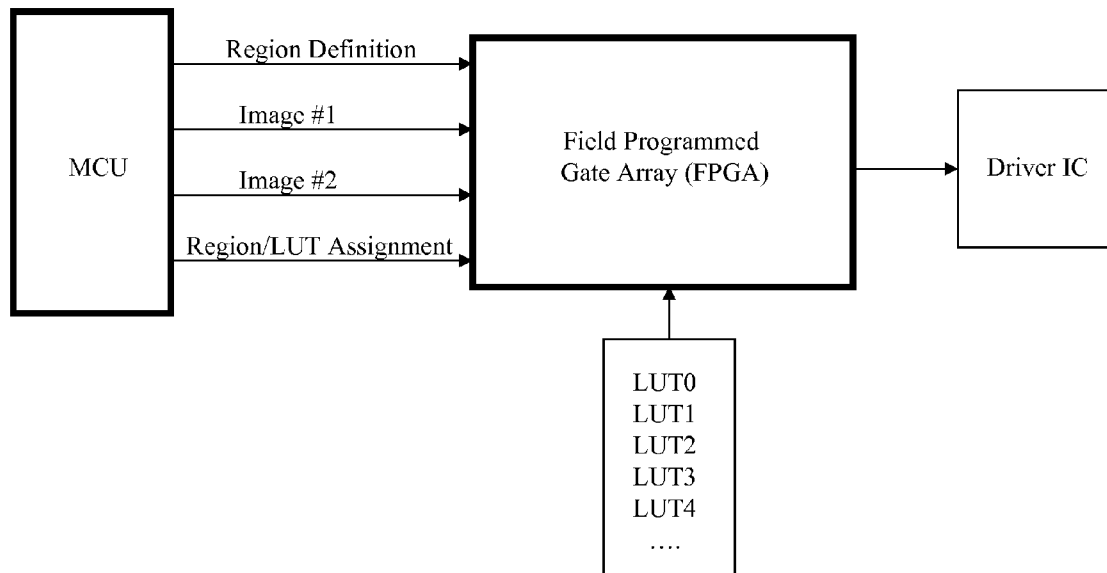 Region Definition
Image #1
Image #2
Region/LUT Assignment
MCU
Field Programmed
Gate Array (FPGA)
Driver IC
LUT0
LUT1
LUT2
LUT3
LUT4
....